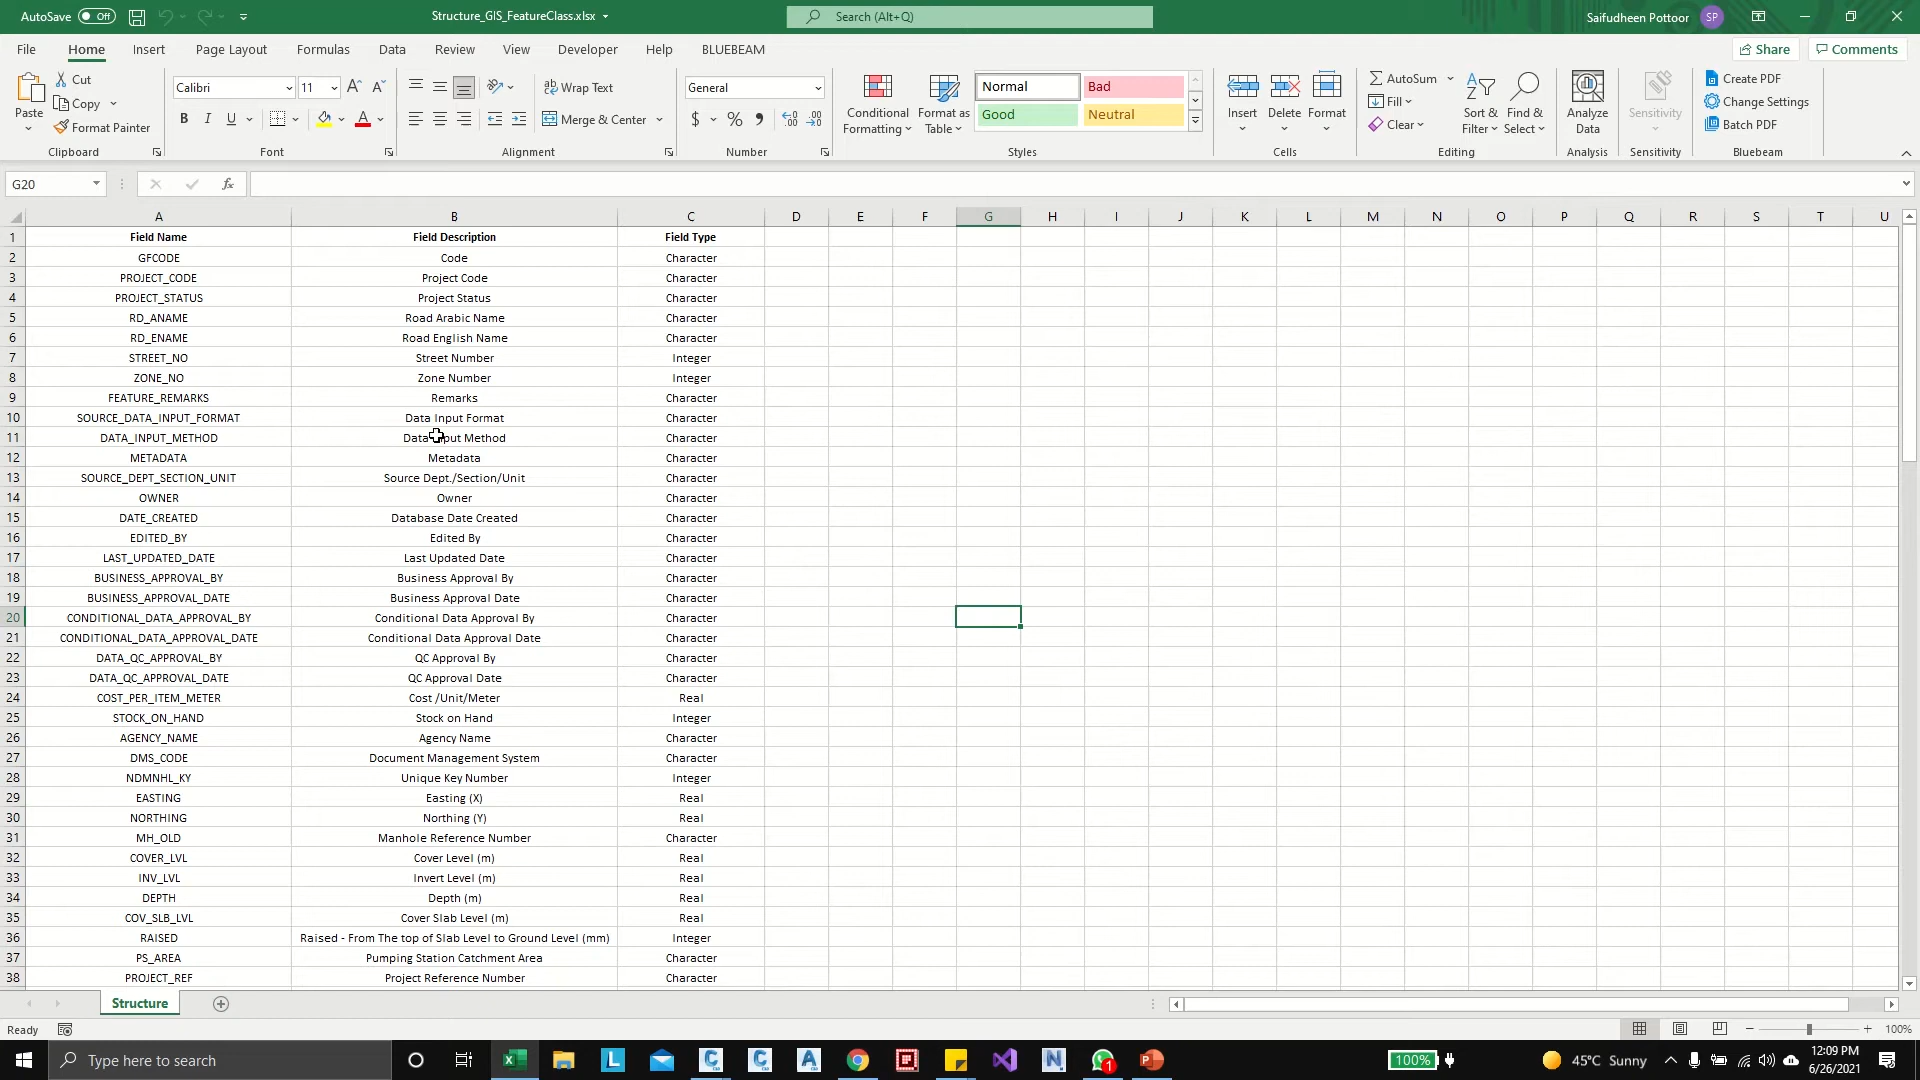 AutoSave Off Structure_GIS_FeatureClass.xlsx Search (Alt+Q) Saifudheen Pottoor SP
File Home Insert Page Layout Formulas Data Review View Developer Help BLUEBEAM Share Comments
Paste Cut Copy Format Painter Clipboard
Calibri 11 B I U A Font
Wrap Text Merge & Center Alignment
General $ % Number
Conditional Formatting Format as Table Normal Bad Good Neutral Styles
Insert Delete Format Cells
AutoSum Fill Clear Sort & Filter Find & Select Editing
Analyze Data Analysis
Sensitivity Sensitivity
Create PDF Change Settings Batch PDF Bluebeam
G20 fx
A B C D E F G H I J K L M N O P Q R S T U
1 Field Name Field Description Field Type
2 GFCODE Code Character
3 PROJECT_CODE Project Code Character
4 PROJECT_STATUS Project Status Character
5 RD_ANAME Road Arabic Name Character
6 RD_ENAME Road English Name Character
7 STREET_NO Street Number Integer
8 ZONE_NO Zone Number Integer
9 FEATURE_REMARKS Remarks Character
10 SOURCE_DATA_INPUT_FORMAT Data Input Format Character
11 DATA_INPUT_METHOD Data Input Method Character
12 METADATA Metadata Character
13 SOURCE_DEPT_SECTION_UNIT Source Dept./Section/Unit Character
14 OWNER Owner Character
15 DATE_CREATED Database Date Created Character
16 EDITED_BY Edited By Character
17 LAST_UPDATED_DATE Last Updated Date Character
18 BUSINESS_APPROVAL_BY Business Approval By Character
19 BUSINESS_APPROVAL_DATE Business Approval Date Character
20 CONDITIONAL_DATA_APPROVAL_BY Conditional Data Approval By Character
21 CONDITIONAL_DATA_APPROVAL_DATE Conditional Data Approval Date Character
22 DATA_QC_APPROVAL_BY QC Approval By Character
23 DATA_QC_APPROVAL_DATE QC Approval Date Character
24 COST_PER_ITEM_METER Cost /Unit/Meter Real
25 STOCK_ON_HAND Stock on Hand Integer
26 AGENCY_NAME Agency Name Character
27 DMS_CODE Document Management System Character
28 NDMNHL_KY Unique Key Number Integer
29 EASTING Easting (X) Real
30 NORTHING Northing (Y) Real
31 MH_OLD Manhole Reference Number Character
32 COVER_LVL Cover Level (m) Real
33 INV_LVL Invert Level (m) Real
34 DEPTH Depth (m) Real
35 COV_SLB_LVL Cover Slab Level (m) Real
36 RAISED Raised - From The top of Slab Level to Ground Level (mm) Integer
37 PS_AREA Pumping Station Catchment Area Character
38 PROJECT_REF Project Reference Number Character
Structure
Ready 100%
Type here to search 100% 45°C Sunny 12:09 PM
6/26/2021